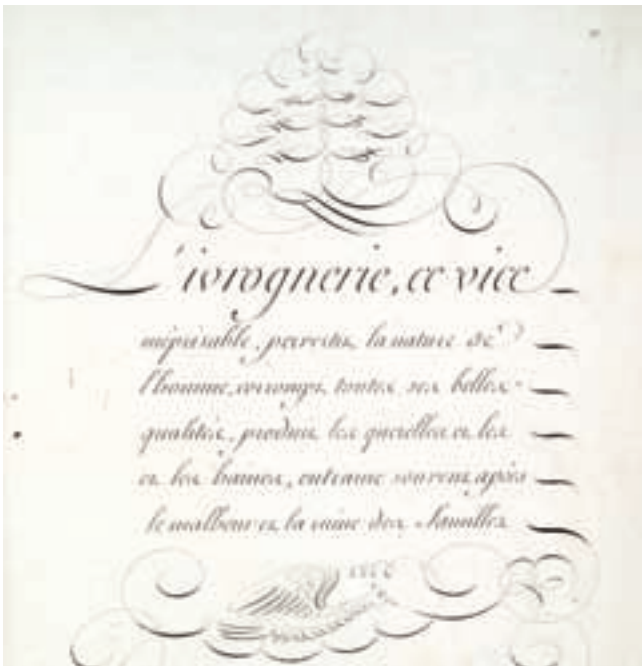 L'ivrognerie, ce vice
méprisable, pervertit la nature de
l'homme, corrompt toutes ses belles
qualités, produit les querelles et les
et les haines, entraine souvent après
le malheur et la ruine des familles